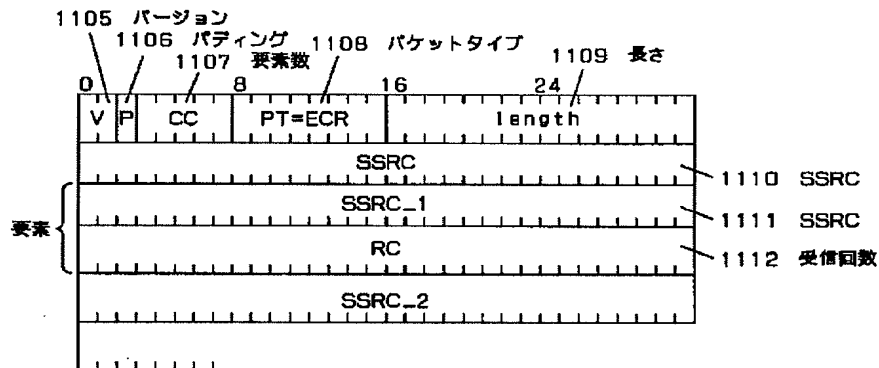 1105 バージョン
1106 パディング
1107 要素数
1108 パケットタイプ
1109 長さ
0 8 16 24
V P CC PT=ECR length
SSRC
1110 SSRC
SSRC_1
1111 SSRC
要素
RC
1112 受信回数
SSRC_2